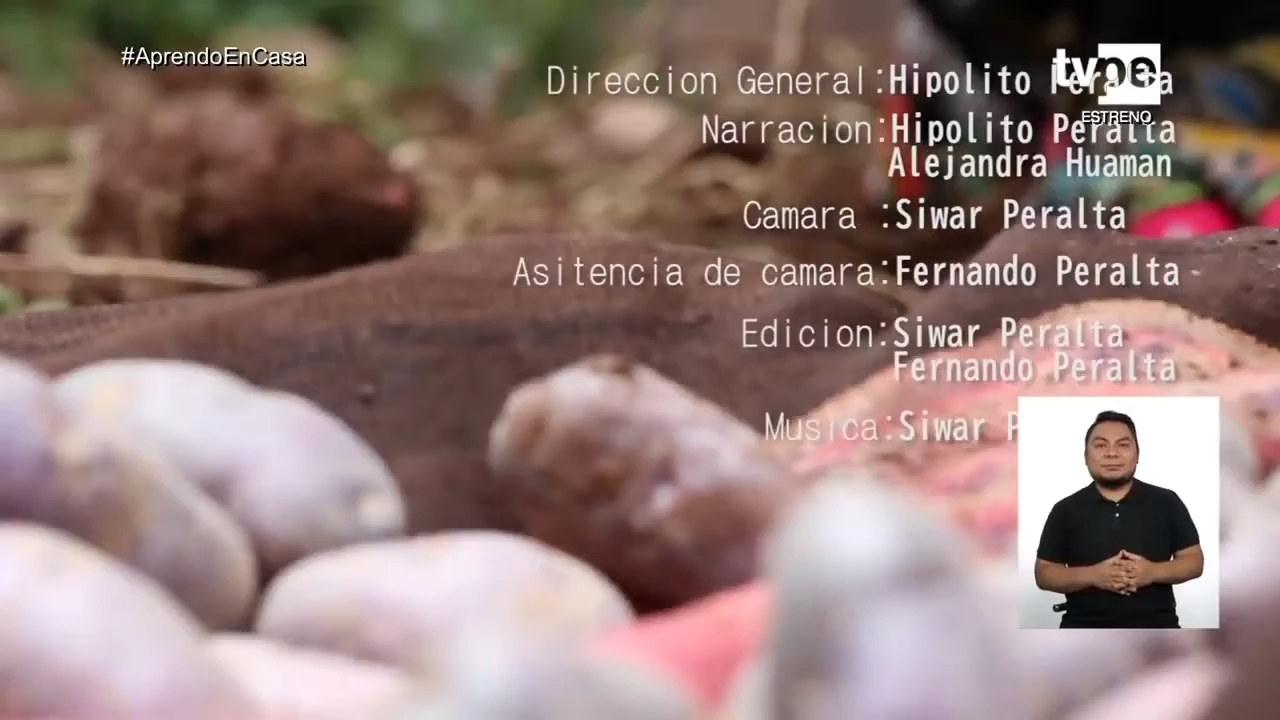 #AprendoEnCasa
tvpe
ESTRENO
Direccion General:Hipolito Peralta
Narracion:Hipolito Peralta
Alejandra Huaman
Camara :Siwar Peralta
Asitencia de camara:Fernando Peralta
Edicion:Siwar Peralta
Fernando Peralta
Musica:Siwar